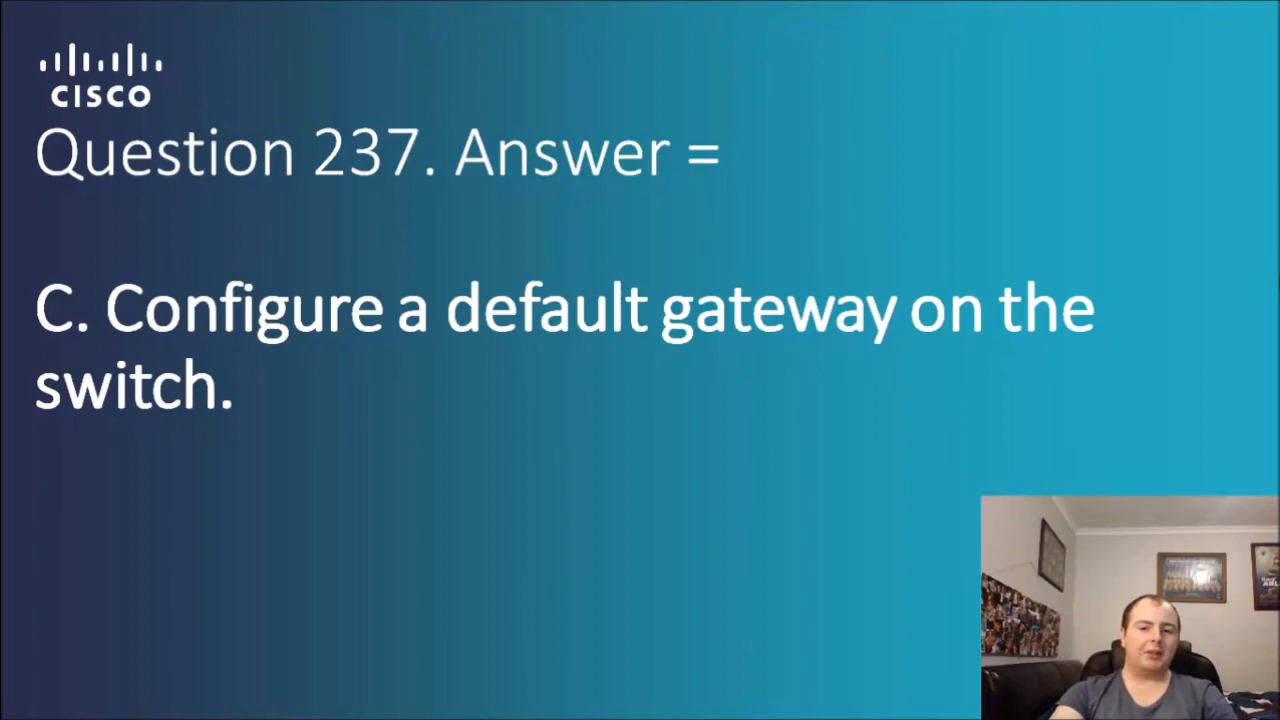 CISCO
Question 237. Answer =
C. Configure a default gateway on the
switch.